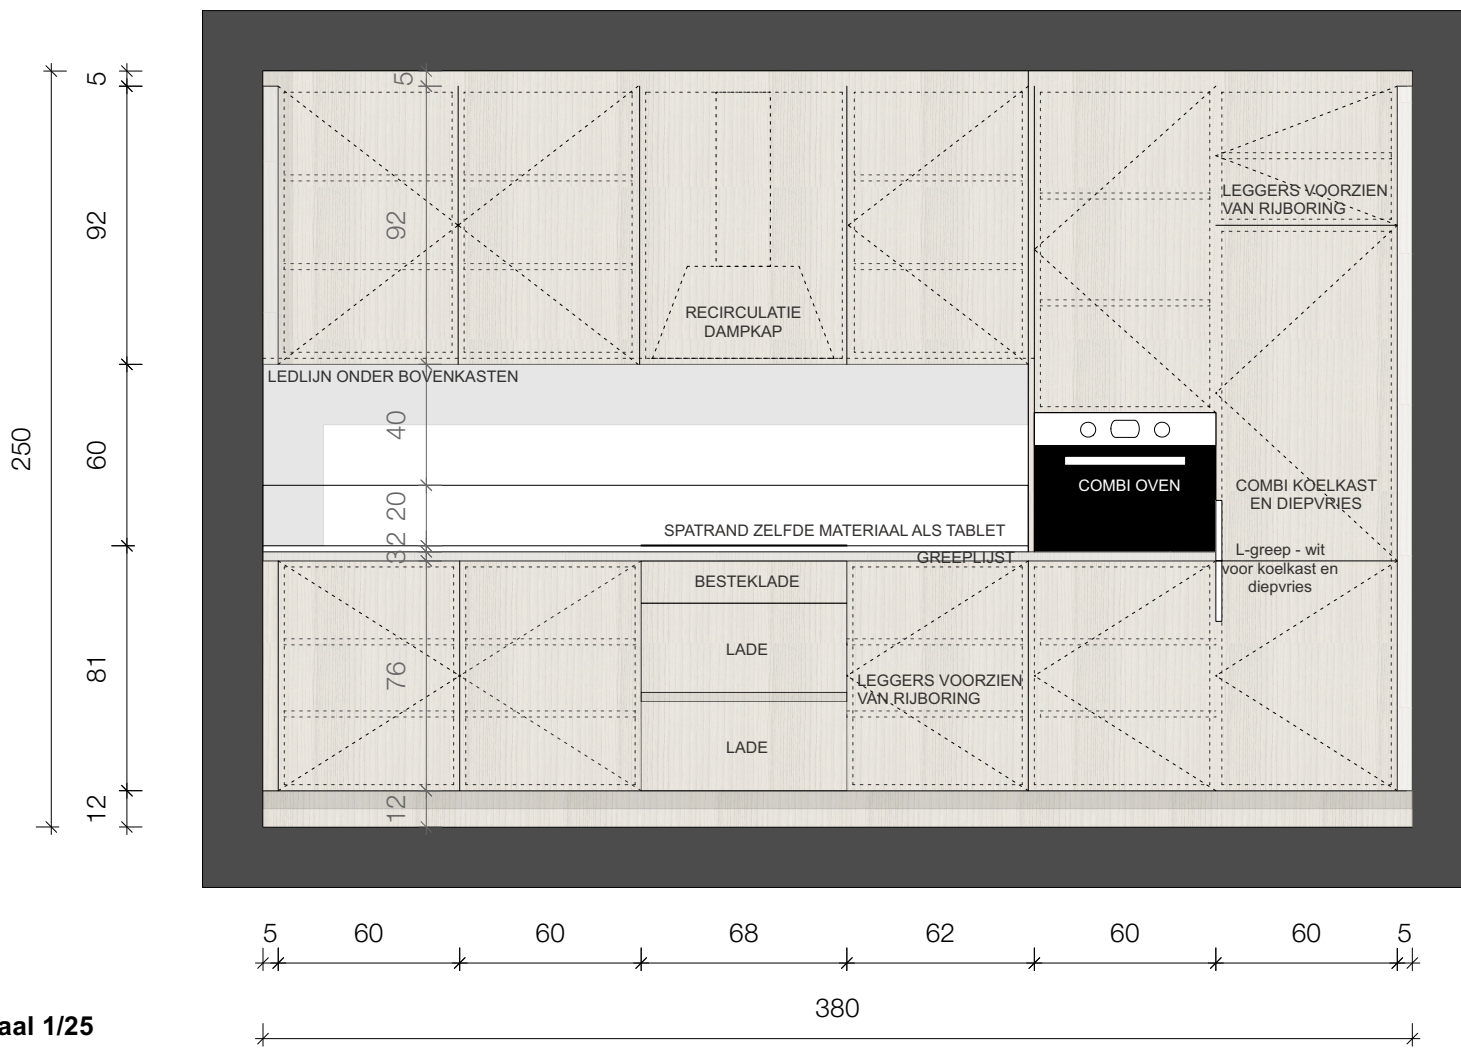 5
5
92
92
LEGGERS VOORZIEN
VAN RIJBORING
RECIRCULATIE
DAMPKAP
LEDLIJN ONDER BOVENKASTEN
40
250
60
COMBI OVEN
COMBI KOELKAST
EN DIEPVRIES
20
SPATRAND ZELFDE MATERIAAL ALS TABLET
2
3
GREEPLIJST
L-greep - wit
voor koelkast en
diepvries
BESTEKLADE
LADE
81
76
LEGGERS VOORZIEN
VAN RIJBORING
LADE
12
12
5 60 60 68 62 60 60 5
380
aal 1/25